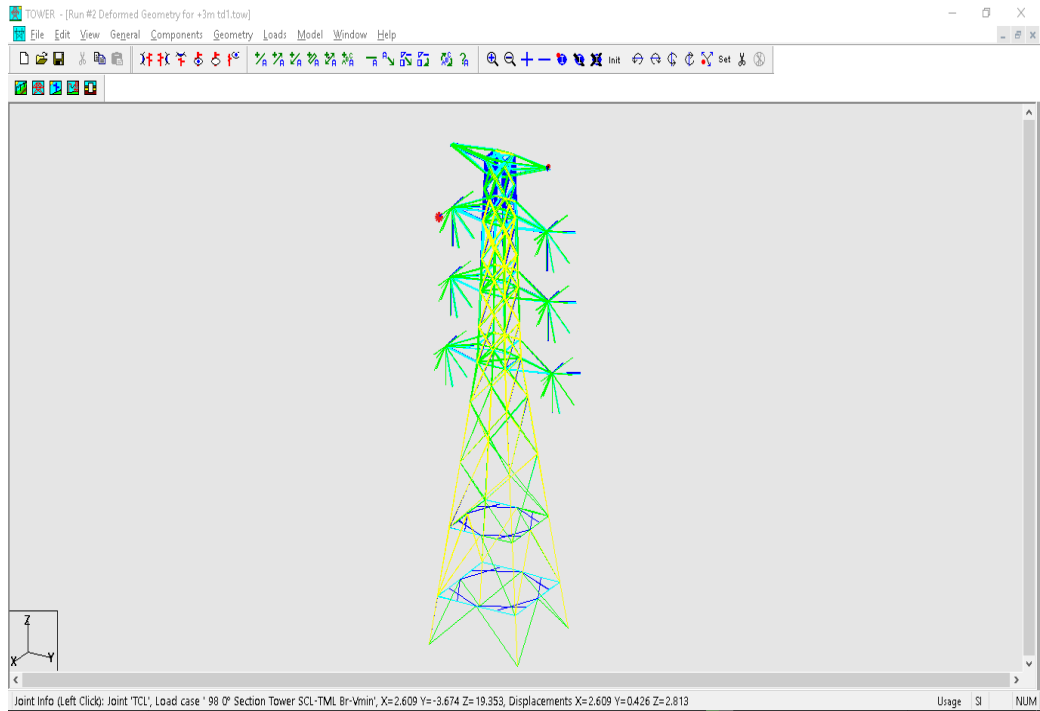 TOWER - [Run #2 Deformed Geometry for +3m td1.tow]
File Edit View General Components Geometry Loads Model Window Help
Init Set
Z
X Y
Joint Info (Left Click): Joint 'TCL', Load case ' 98 0° Section Tower SCL-TML Br-Vmin', X=2.609 Y=-3.674 Z=19.353, Displacements X=2.609 Y=0.426 Z=2.813 Usage SI NUM